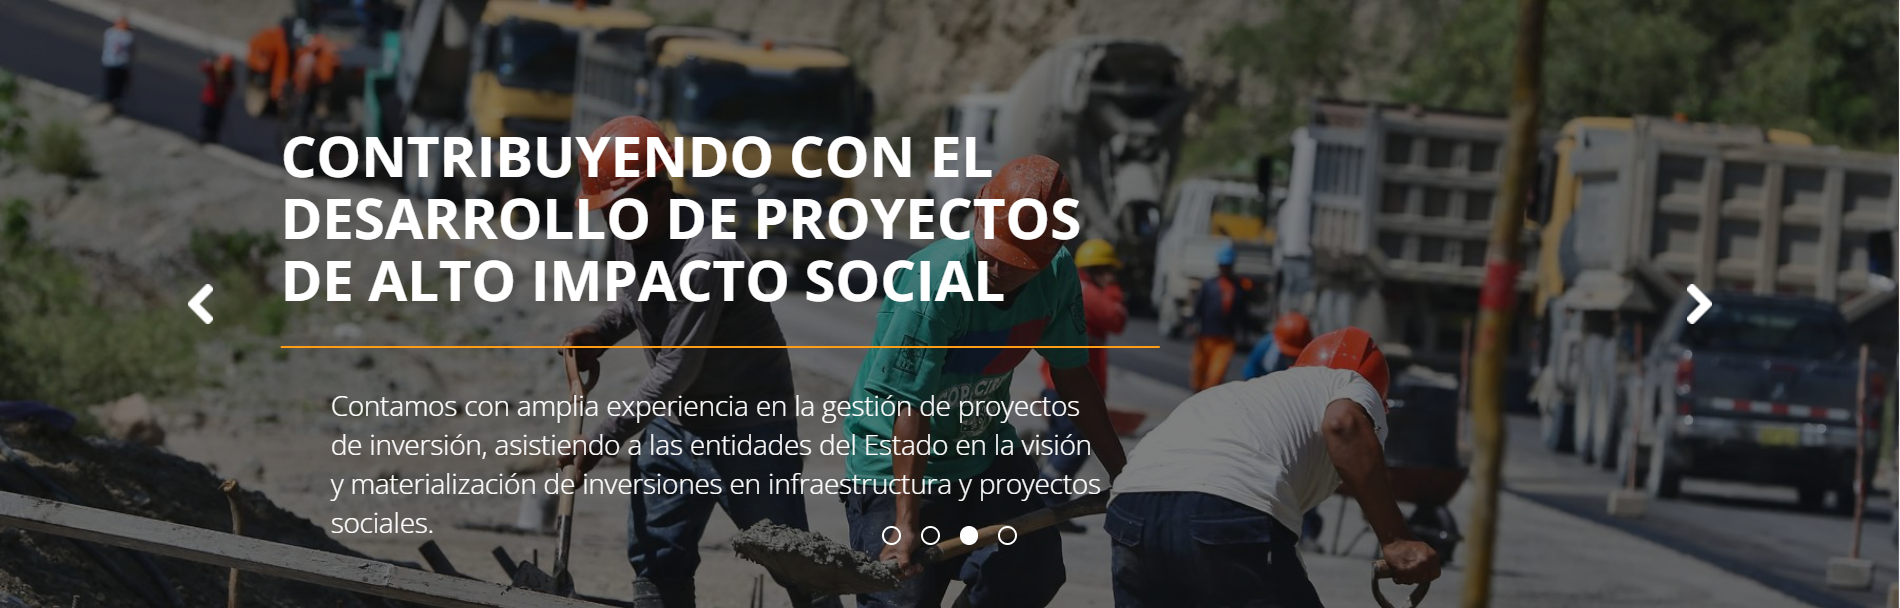 CONTRIBUYENDO CON EL
DESARROLLO DE PROYECTOS
DE ALTO IMPACTO SOCIAL
Contamos con amplia experiencia en la gestión de proyectos
de inversión, asistiendo a las entidades del Estado en la visión
y materialización de inversiones en infraestructura y proyectos
sociales.